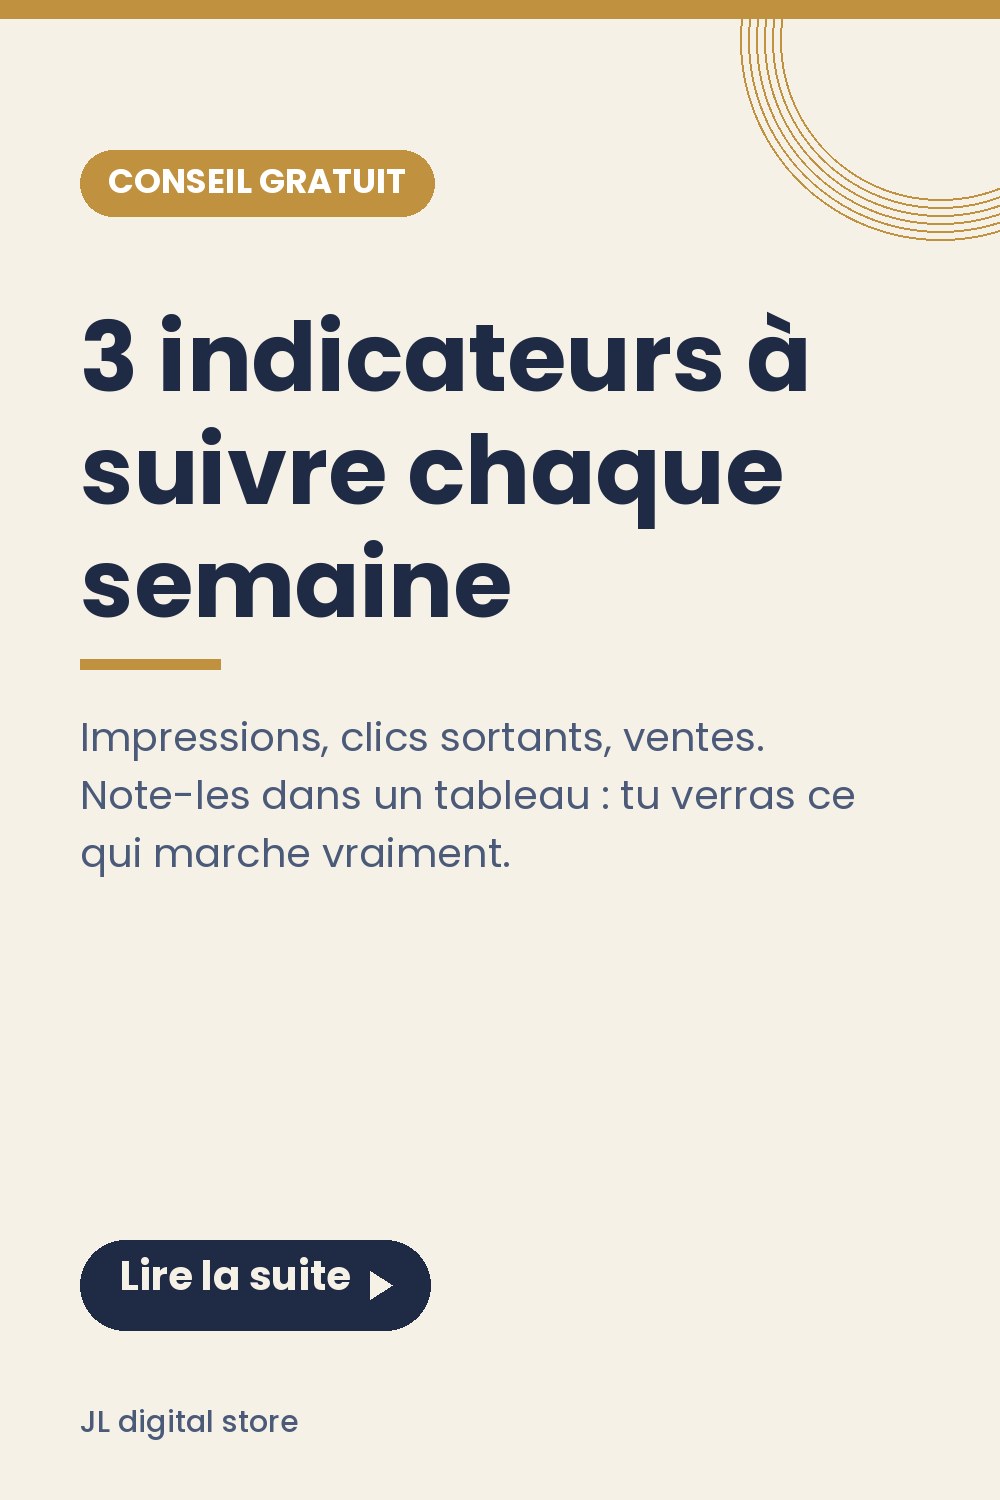 CONSEIL GRATUIT
3 indicateurs à
suivre chaque
semaine
Impressions, clics sortants, ventes.
Note-les dans un tableau : tu verras ce
qui marche vraiment.
Lire la suite
JL digital store